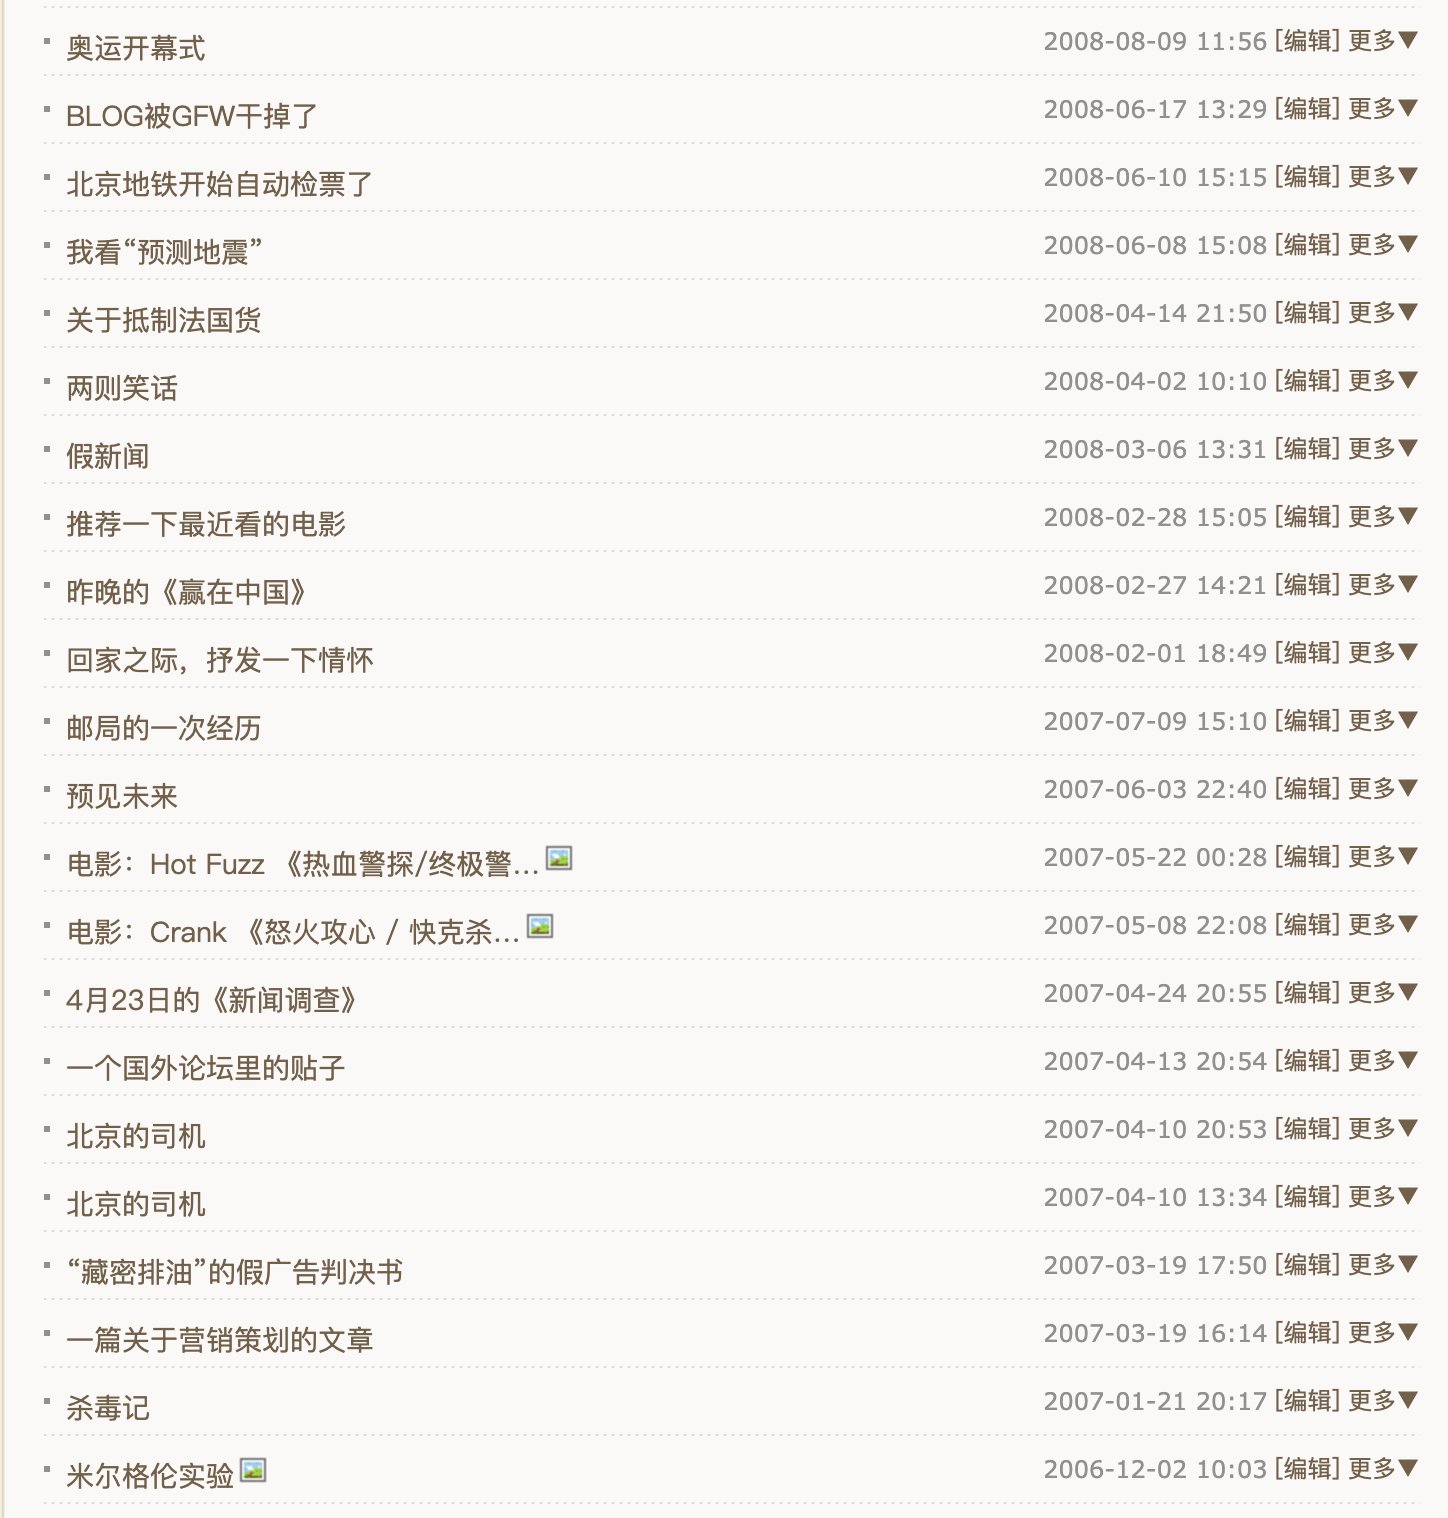 奥运开幕式 2008-08-09 11:56 [编辑] 更多▼
BLOG被GFW干掉了 2008-06-17 13:29 [编辑] 更多▼
北京地铁开始自动检票了 2008-06-10 15:15 [编辑] 更多▼
我看“预测地震” 2008-06-08 15:08 [编辑] 更多▼
关于抵制法国货 2008-04-14 21:50 [编辑] 更多▼
两则笑话 2008-04-02 10:10 [编辑] 更多▼
假新闻 2008-03-06 13:31 [编辑] 更多▼
推荐一下最近看的电影 2008-02-28 15:05 [编辑] 更多▼
昨晚的《赢在中国》 2008-02-27 14:21 [编辑] 更多▼
回家之际，抒发一下情怀 2008-02-01 18:49 [编辑] 更多▼
邮局的一次经历 2007-07-09 15:10 [编辑] 更多▼
预见未来 2007-06-03 22:40 [编辑] 更多▼
电影：Hot Fuzz 《热血警探/终极警… 2007-05-22 00:28 [编辑] 更多▼
电影：Crank 《怒火攻心 / 快克杀… 2007-05-08 22:08 [编辑] 更多▼
4月23日的《新闻调查》 2007-04-24 20:55 [编辑] 更多▼
一个国外论坛里的贴子 2007-04-13 20:54 [编辑] 更多▼
北京的司机 2007-04-10 20:53 [编辑] 更多▼
北京的司机 2007-04-10 13:34 [编辑] 更多▼
“藏密排油”的假广告判决书 2007-03-19 17:50 [编辑] 更多▼
一篇关于营销策划的文章 2007-03-19 16:14 [编辑] 更多▼
杀毒记 2007-01-21 20:17 [编辑] 更多▼
米尔格伦实验 2006-12-02 10:03 [编辑] 更多▼